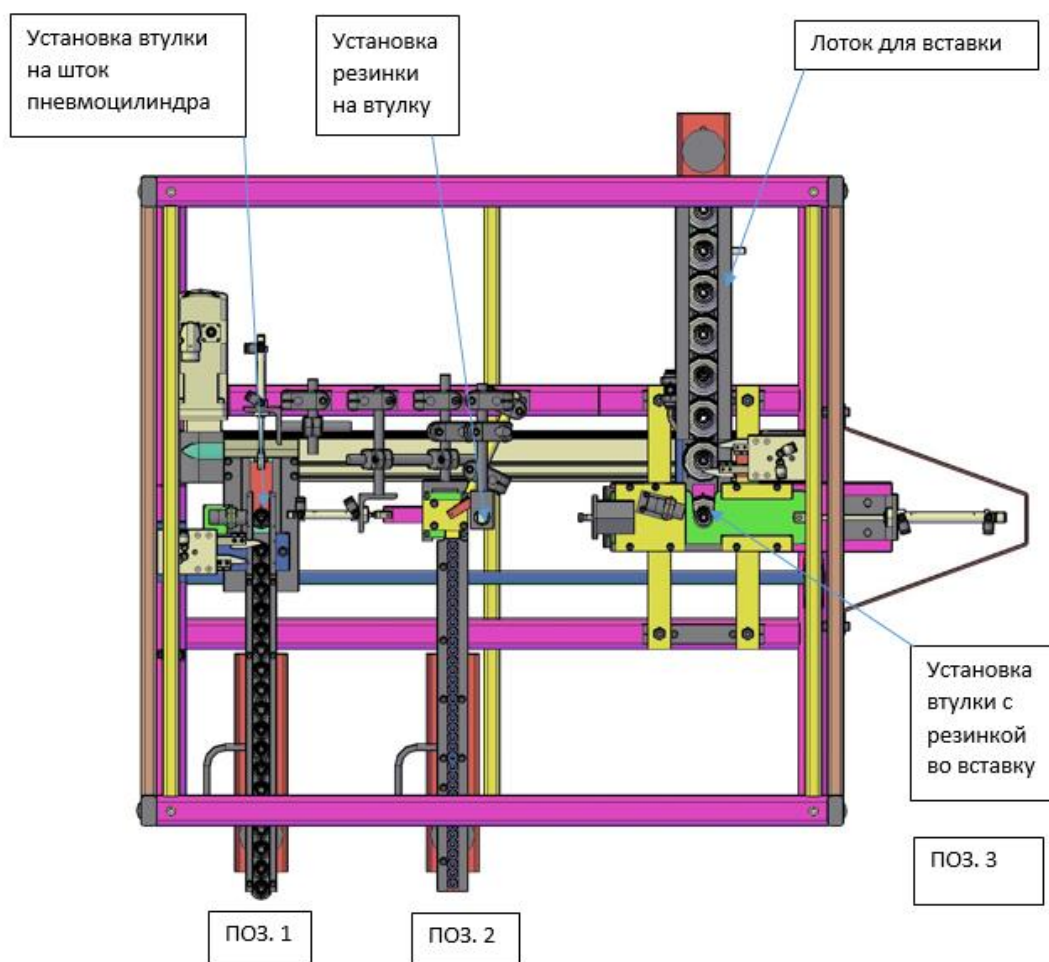 Установка втулки
на шток
пневмоцилиндра
Установка
резинки
на втулку
Лоток для вставки
Установка
втулки с
резинкой
во вставку
ПОЗ. 3
ПОЗ. 1
ПОЗ. 2